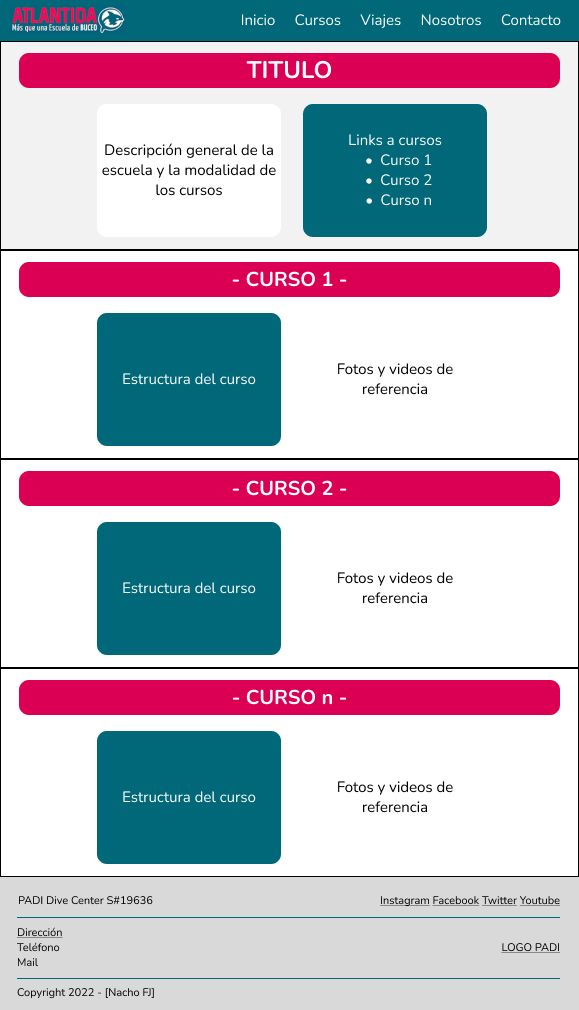 ATLANTIDA
Más que una Escuela de BUCEO
Inicio Cursos Viajes Nosotros Contacto
TITULO
Descripción general de la
escuela y la modalidad de
los cursos
Links a cursos
• Curso 1
• Curso 2
• Curso n
- CURSO 1 -
Estructura del curso
Fotos y videos de
referencia
- CURSO 2 -
Estructura del curso
Fotos y videos de
referencia
- CURSO n -
Estructura del curso
Fotos y videos de
referencia
PADI Dive Center S#19636
Instagram Facebook Twitter Youtube
Dirección
Teléfono
Mail
LOGO PADI
Copyright 2022 - [Nacho FJ]